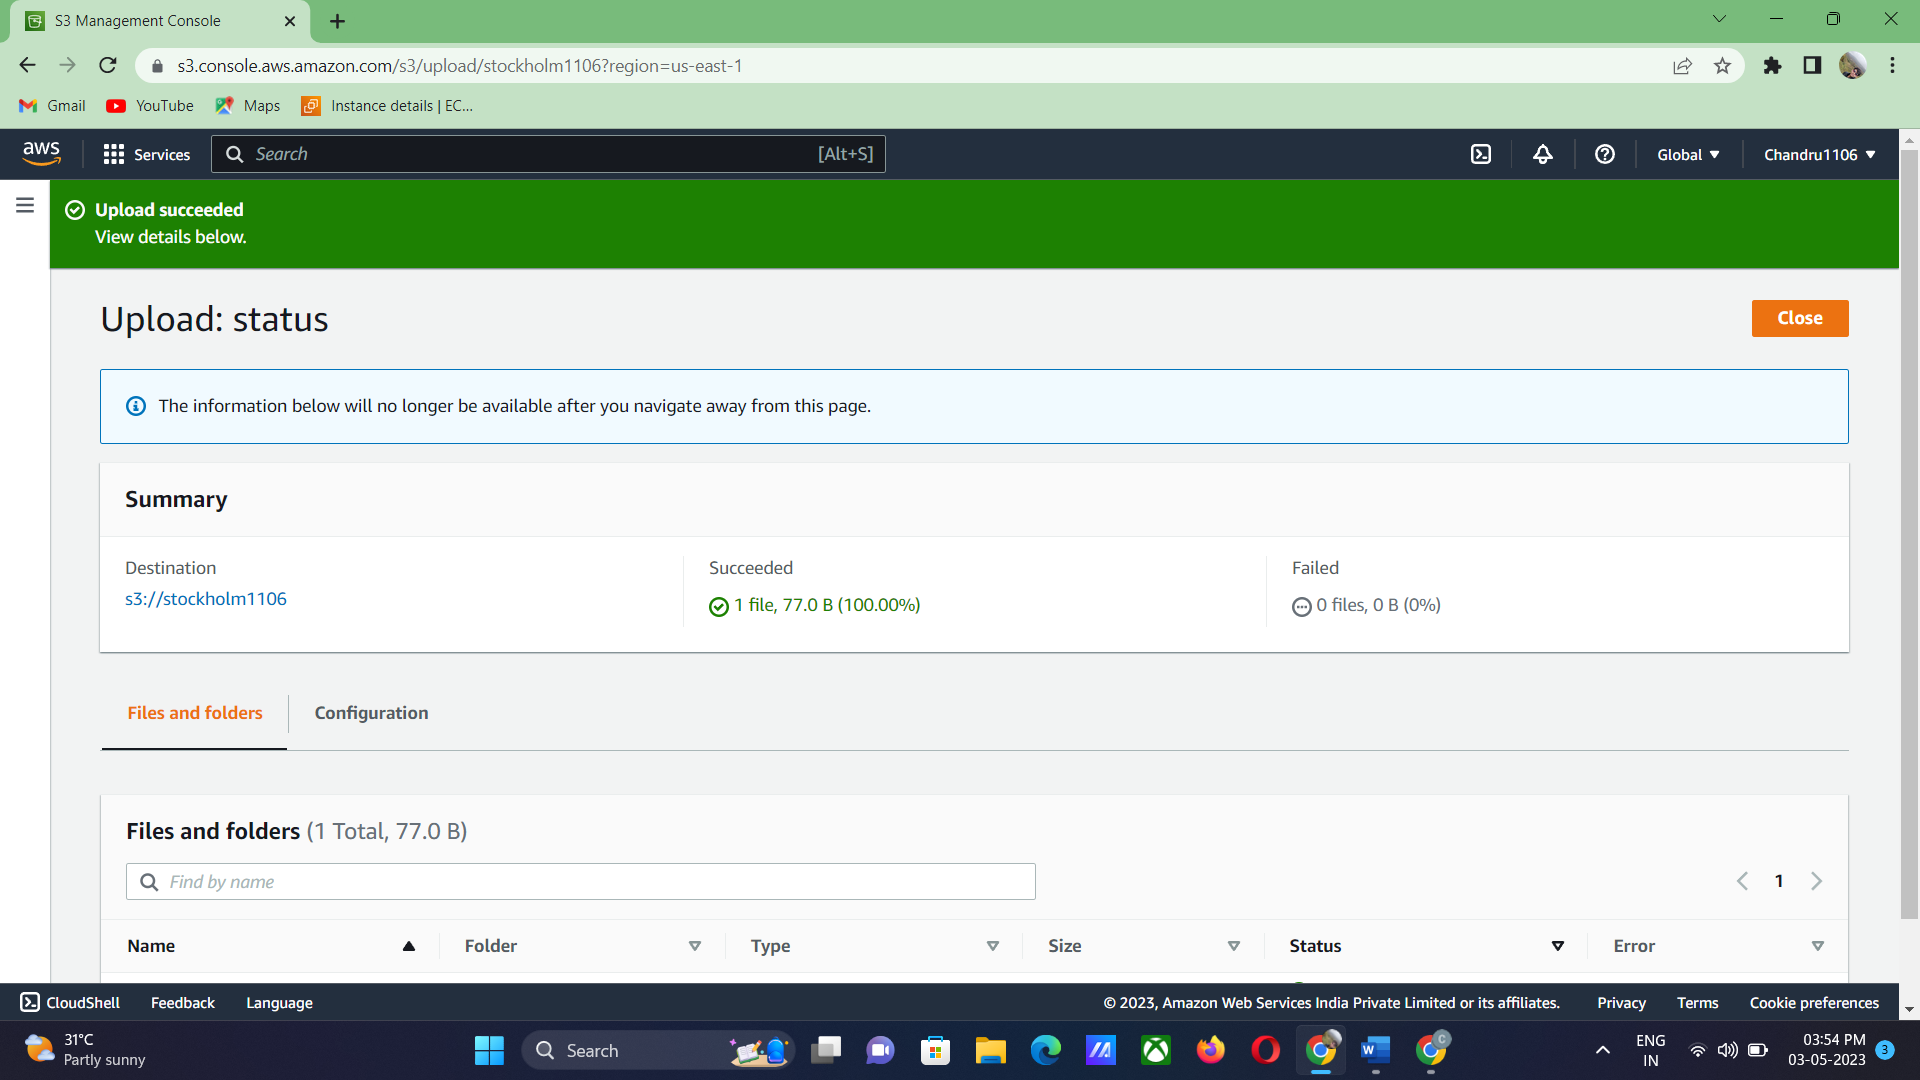 S3 Management Console
s3.console.aws.amazon.com/s3/upload/stockholm1106?region=us-east-1
Gmail YouTube Maps Instance details | EC...
aws Services Search [Alt+S] Global Chandru1106
Upload succeeded
View details below.
Upload: status Close
The information below will no longer be available after you navigate away from this page.
Summary
Destination Succeeded Failed
s3://stockholm1106 1 file, 77.0 B (100.00%) 0 files, 0 B (0%)
Files and folders Configuration
Files and folders (1 Total, 77.0 B)
Find by name 1
Name Folder Type Size Status Error
CloudShell Feedback Language © 2023, Amazon Web Services India Private Limited or its affiliates. Privacy Terms Cookie preferences
31°C
Partly sunny
Search
ENG
IN
03:54 PM
03-05-2023
3